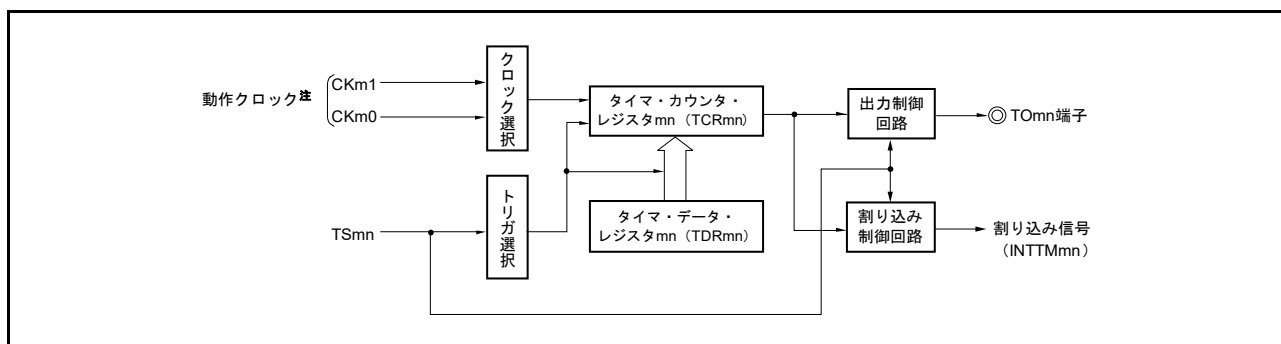 動作クロック注
CKm1
CKm0
クロック選択
タイマ・カウンタ・
レジスタmn（TCRmn）
出力制御
回路
TOmn端子
TSmn
トリガ選択
タイマ・データ・
レジスタmn（TDRmn）
割り込み
制御回路
割り込み信号
（INTTMmn）